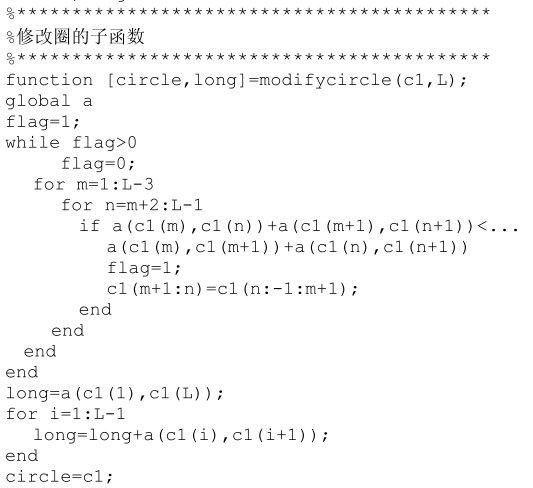 %*******************************************
%修改圈的子函数
%*******************************************
function [circle,long]=modifycircle(c1,L);
global a
flag=1;
while flag>0
      flag=0;
   for m=1:L-3
      for n=m+2:L-1
        if a(c1(m),c1(n))+a(c1(m+1),c1(n+1))<...
           a(c1(m),c1(m+1))+a(c1(n),c1(n+1))
           flag=1;
           c1(m+1:n)=c1(n:-1:m+1);
        end
     end
  end
end
long=a(c1(1),c1(L));
for i=1:L-1
   long=long+a(c1(i),c1(i+1));
end
circle=c1;